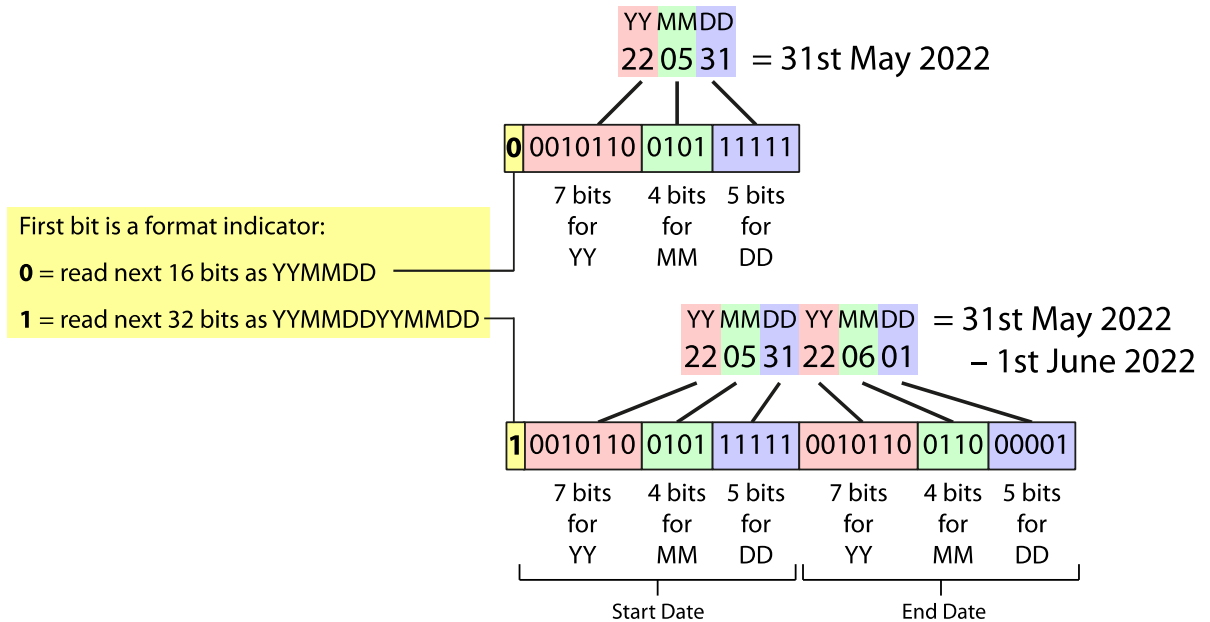 YY MM DD
22 05 31 = 31st May 2022
0 0010110 0101 11111
7 bits for YY
4 bits for MM
5 bits for DD
First bit is a format indicator:
0 = read next 16 bits as YYMMDD
1 = read next 32 bits as YYMMDDYYMMDD
YY MM DD YY MM DD
22 05 31 22 06 01
= 31st May 2022
– 1st June 2022
1 0010110 0101 11111 0010110 0110 00001
7 bits for YY
4 bits for MM
5 bits for DD
7 bits for YY
4 bits for MM
5 bits for DD
Start Date
End Date